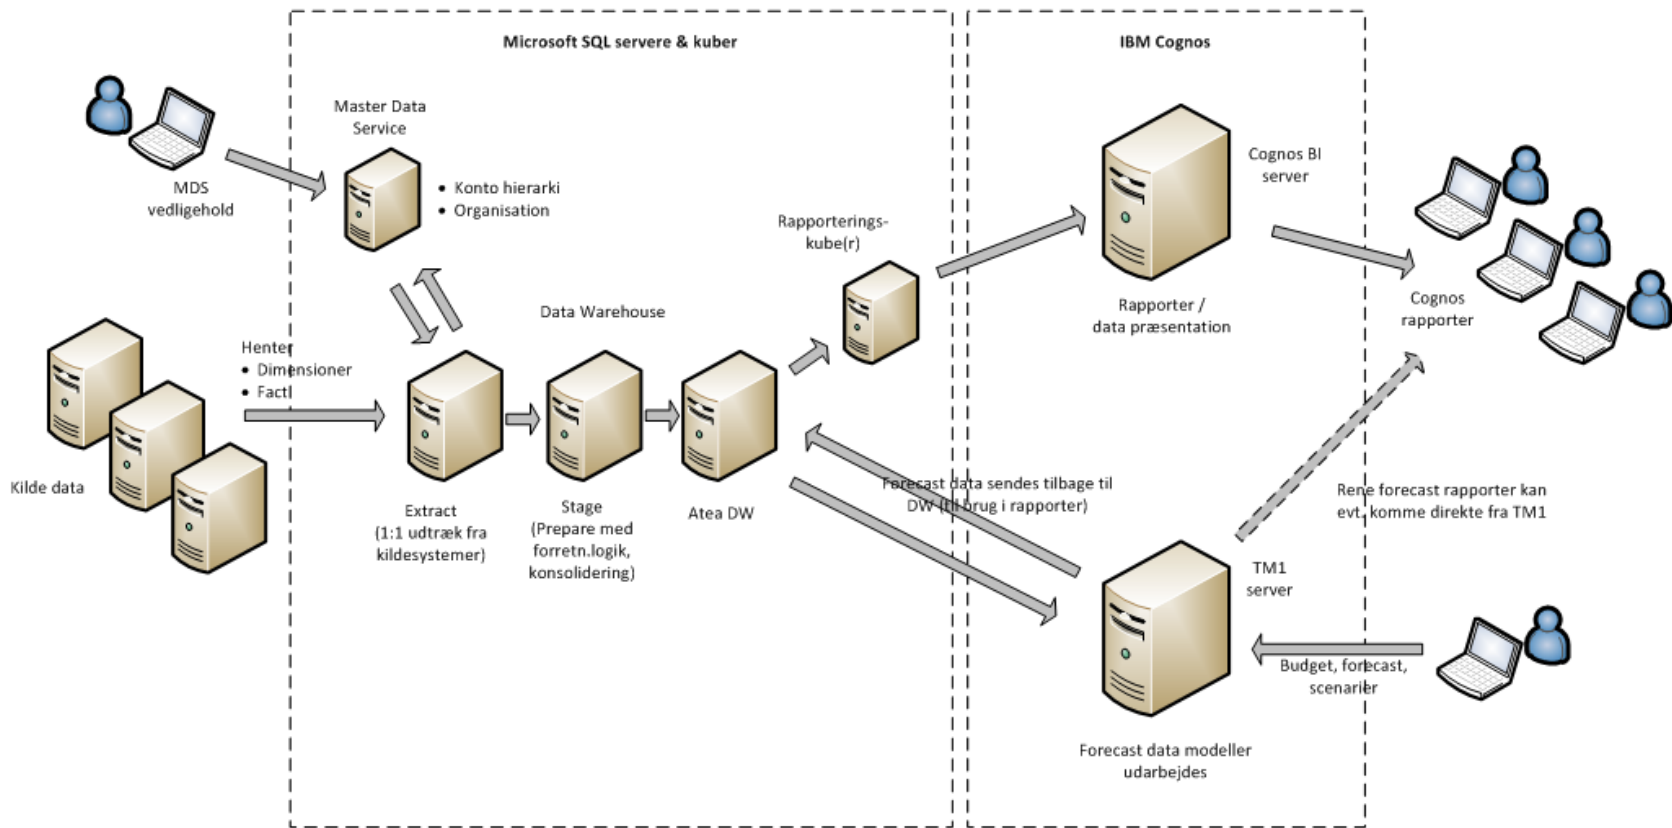 Microsoft SQL servere & kuber
IBM Cognos
MDS
vedligehold
Master Data
Service
• Konto hierarki
• Organisation
Kilde data
Henter
• Dimensioner
• Fact
Data Warehouse
Extract
(1:1 udtræk fra
kildesystemer)
Stage
(Prepare med
forretn.logik,
konsolidering)
Atea DW
Rapporterings-
kube(r)
Rapporter /
data præsentation
Cognos BI
server
Cognos
rapporter
Forecast data sendes tilbage til
DW (til brug i rapporter)
Rene forecast rapporter kan
evt. komme direkte fra TM1
TM1
server
Budget, forecast,
scenarier
Forecast data modeller
udarbejdes